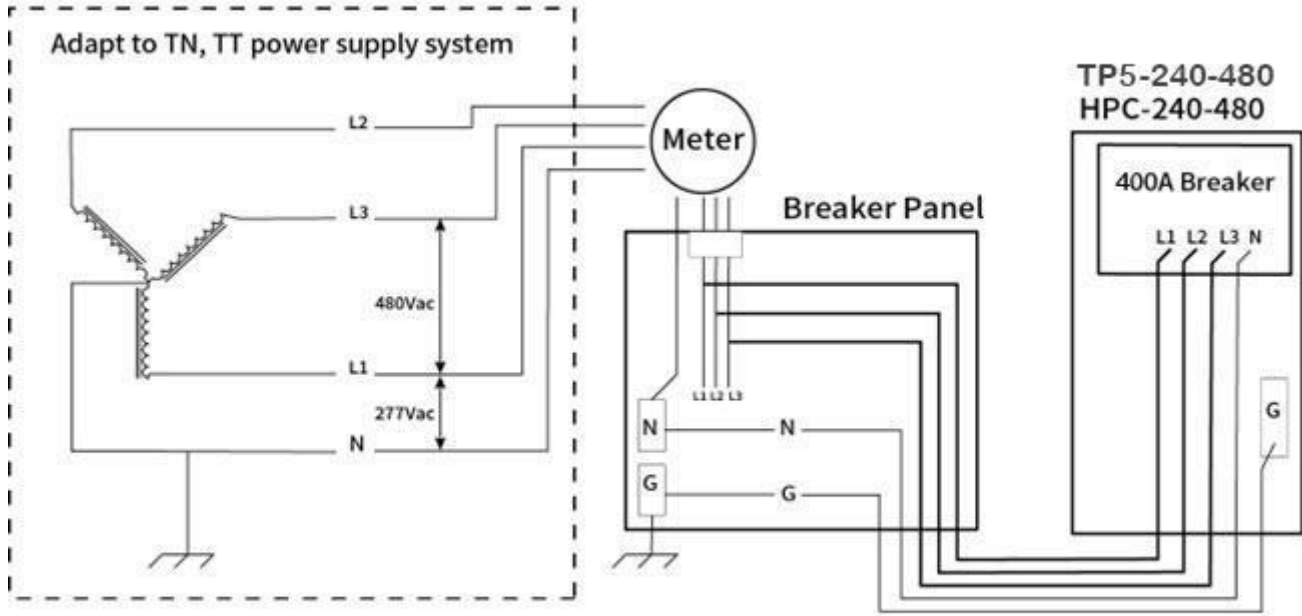 Adapt to TN, TT power supply system
L2
L3
480Vac
L1
277Vac
N
Meter
Breaker Panel
L1 L2 L3
N
N
G
G
TP5-240-480
HPC-240-480
400A Breaker
L1 L2 L3 N
G